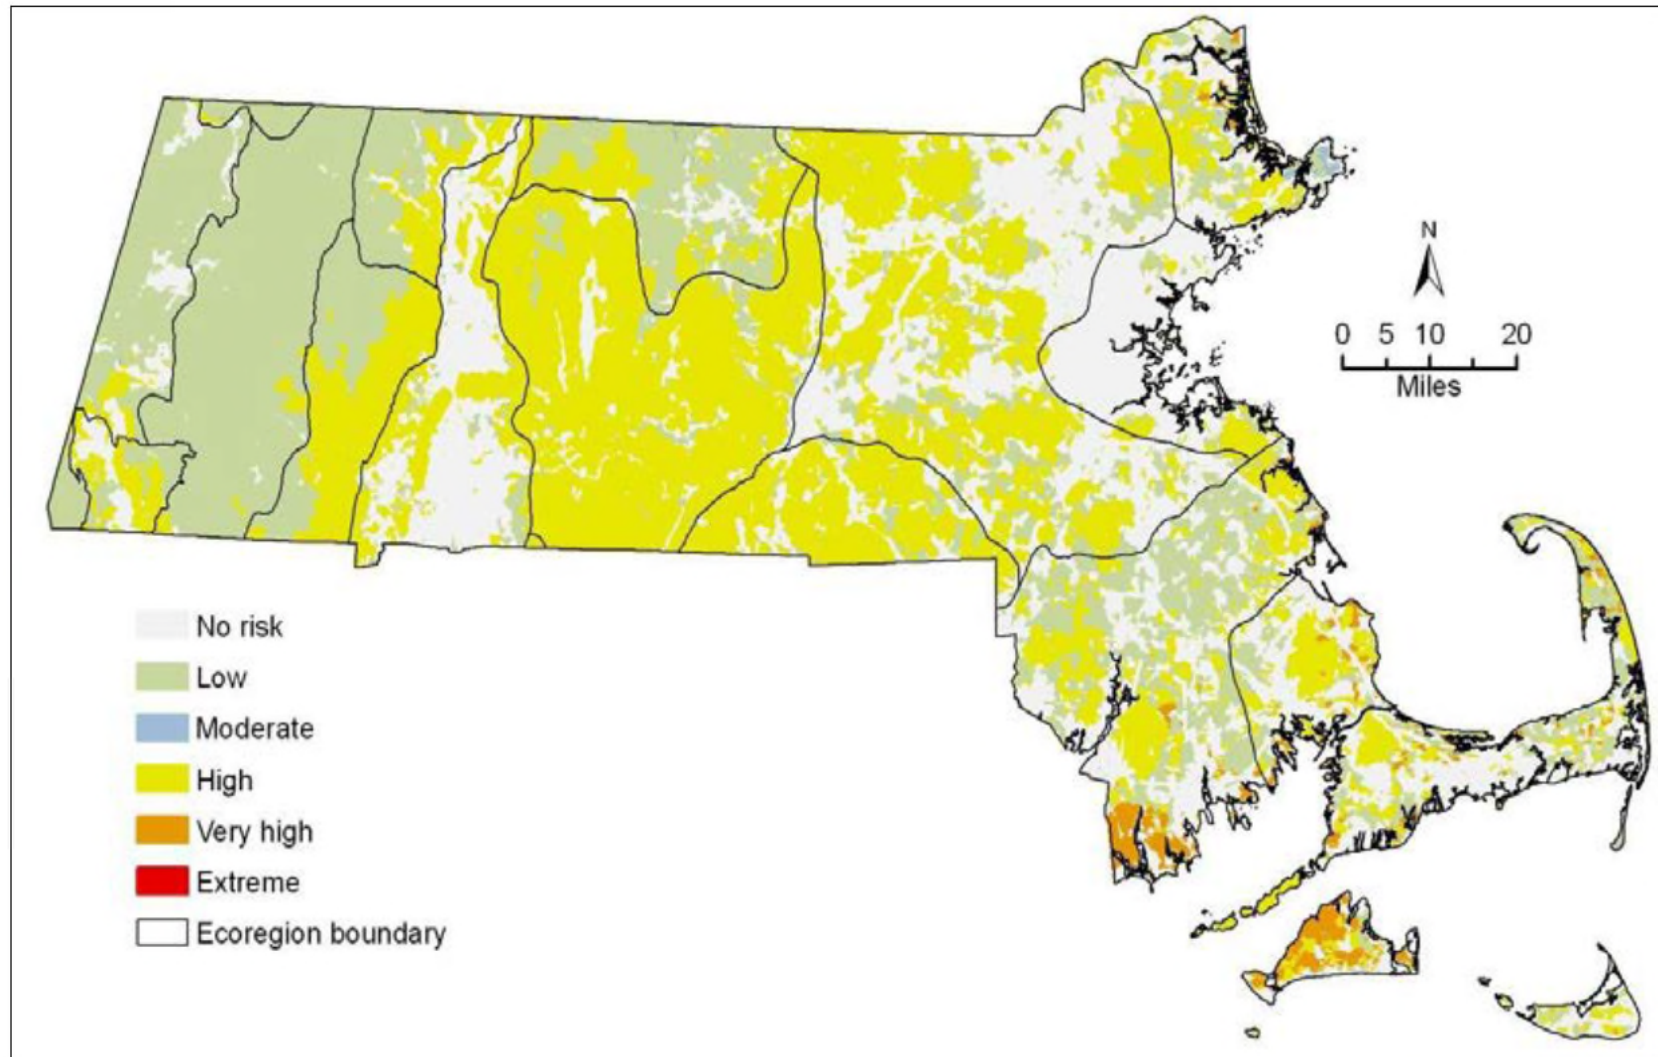 N
0 5 10 20
Miles
No risk
Low
Moderate
High
Very high
Extreme
Ecoregion boundary